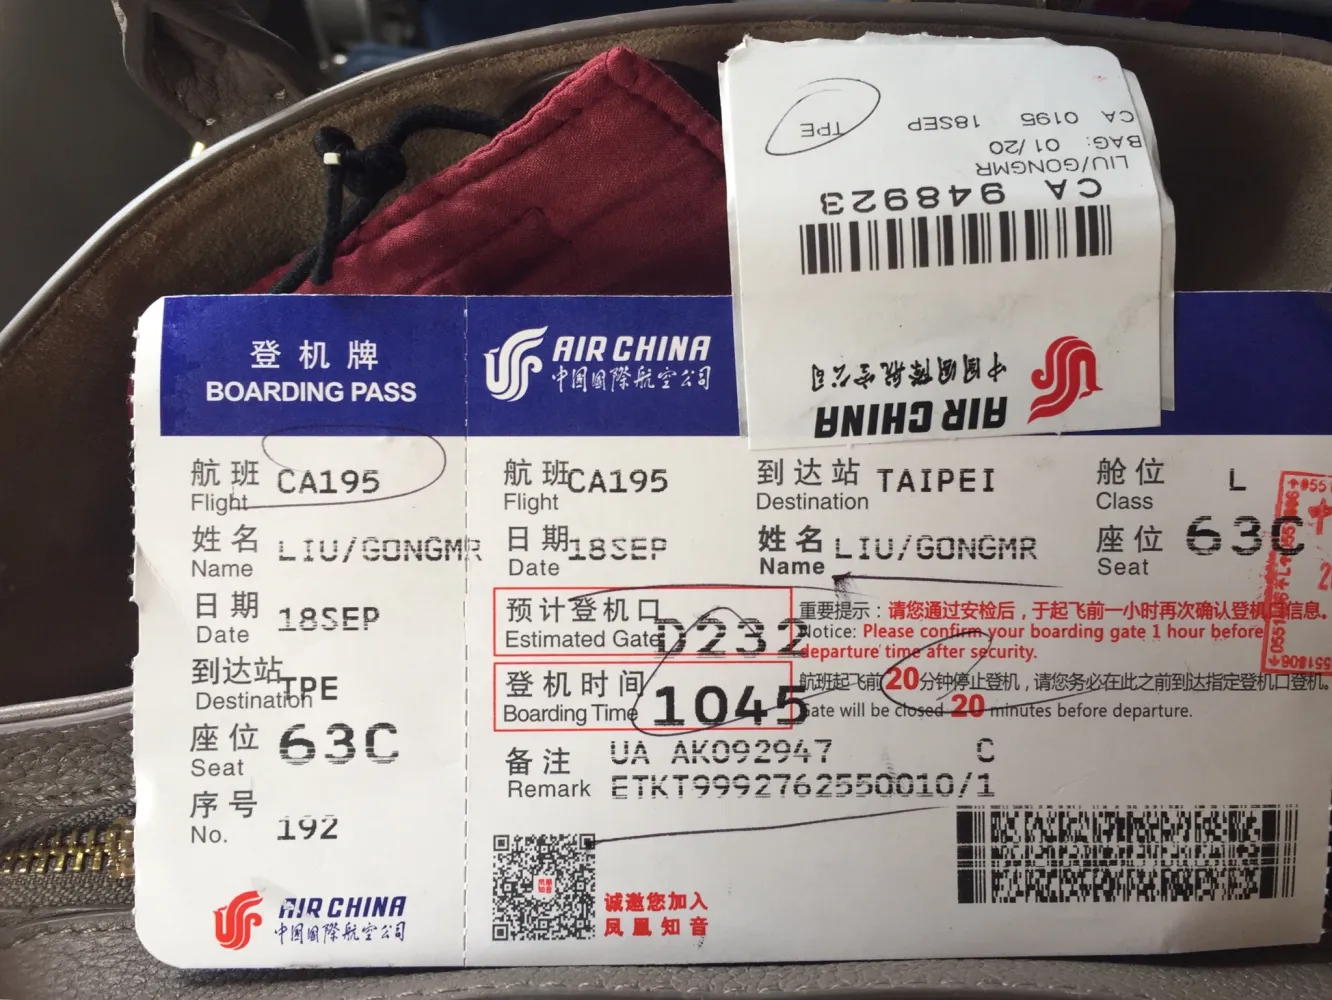 TPE
CA 0195 18SEP
BAG: 01/20
LIU/GONGMR
CA 948923
AIR CHINA
中国国際航空公司
登机牌
BOARDING PASS
航班 CA195
Flight
姓名 LIU/GONGMR
Name
日期 18SEP
Date
到达站 TPE
Destination
座位 63C
Seat
序号 192
No.
AIR CHINA
中国国際航空公司
AIR CHINA
中国国際航空公司
航班 CA195 到达站 TAIPEI 舱位 L
Flight Destination Class
日期 18SEP 姓名 LIU/GONGMR 座位 63C
Date Name Seat
预计登机口 D232
Estimated Gate
登机时间 1045
Boarding Time
重要提示：请您通过安检后，于起飞前一小时再次确认登机口信息。
Notice: Please confirm your boarding gate 1 hour before
departure time after security.
航班起飞前20分钟停止登机，请您务必在此之前到达指定登机口登机。
Gate will be closed 20 minutes before departure.
备注 UA AK092947 C
Remark ETKT9992762550010/1
凤凰知音
诚邀您加入
凤凰知音